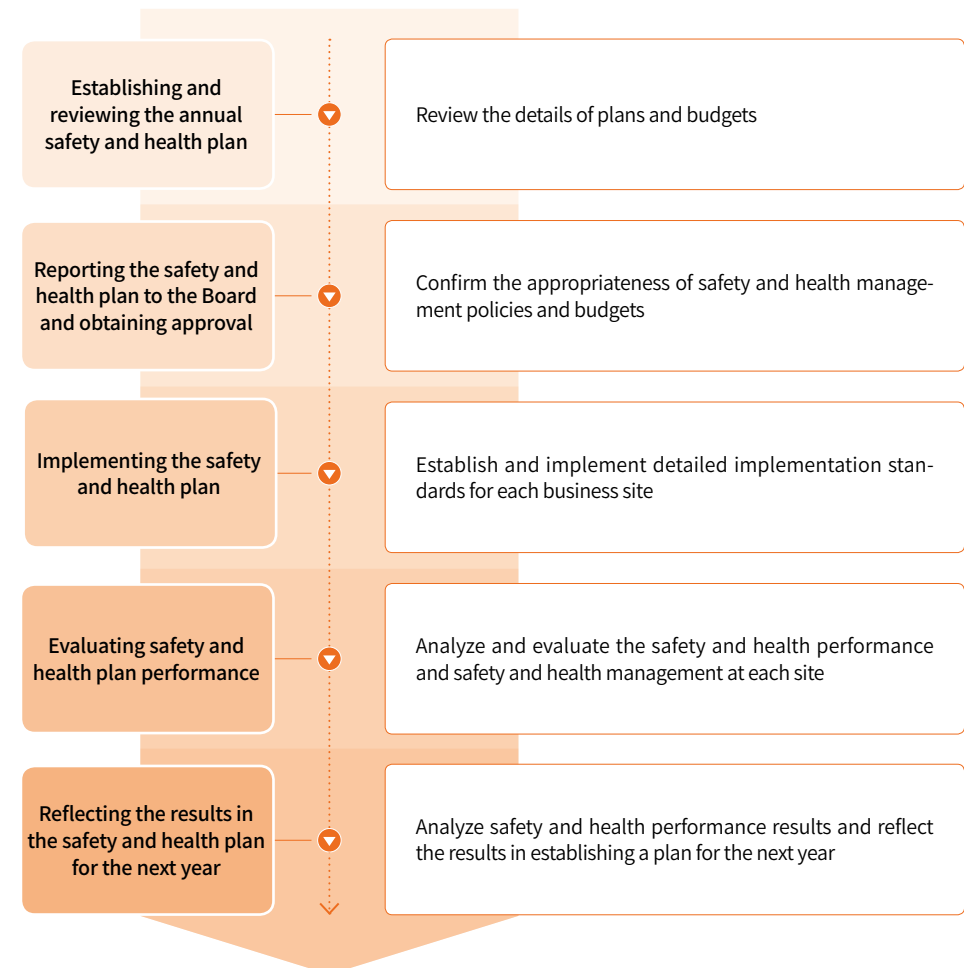 Establishing and
reviewing the annual
safety and health plan
Review the details of plans and budgets
Reporting the safety and
health plan to the Board
and obtaining approval
Confirm the appropriateness of safety and health manage-
ment policies and budgets
Implementing the safety
and health plan
Establish and implement detailed implementation stan-
dards for each business site
Evaluating safety and
health plan performance
Analyze and evaluate the safety and health performance
and safety and health management at each site
Reflecting the results in
the safety and health plan
for the next year
Analyze safety and health performance results and reflect
the results in establishing a plan for the next year